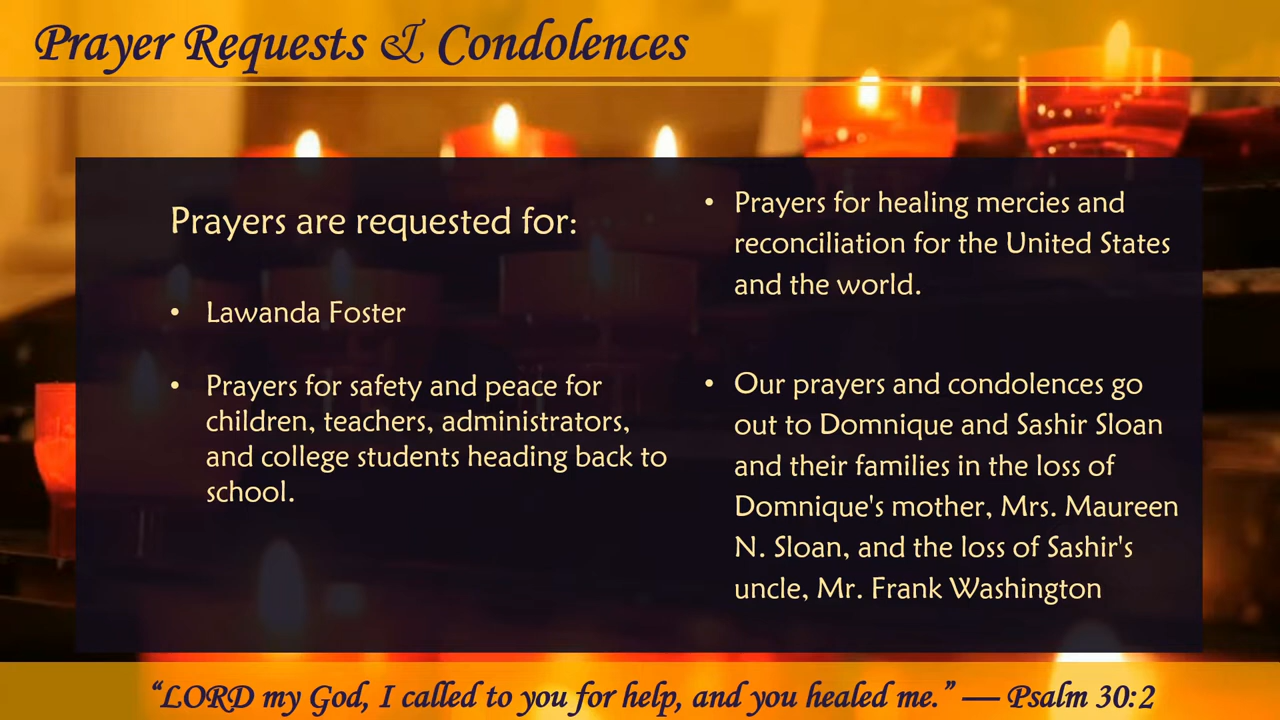 Prayer Requests & Condolences
Prayers are requested for:
• Lawanda Foster
• Prayers for safety and peace for
children, teachers, administrators,
and college students heading back to
school.
• Prayers for healing mercies and
reconciliation for the United States
and the world.
• Our prayers and condolences go
out to Domnique and Sashir Sloan
and their families in the loss of
Domnique's mother, Mrs. Maureen
N. Sloan, and the loss of Sashir's
uncle, Mr. Frank Washington
“LORD my God, I called to you for help, and you healed me.” — Psalm 30:2